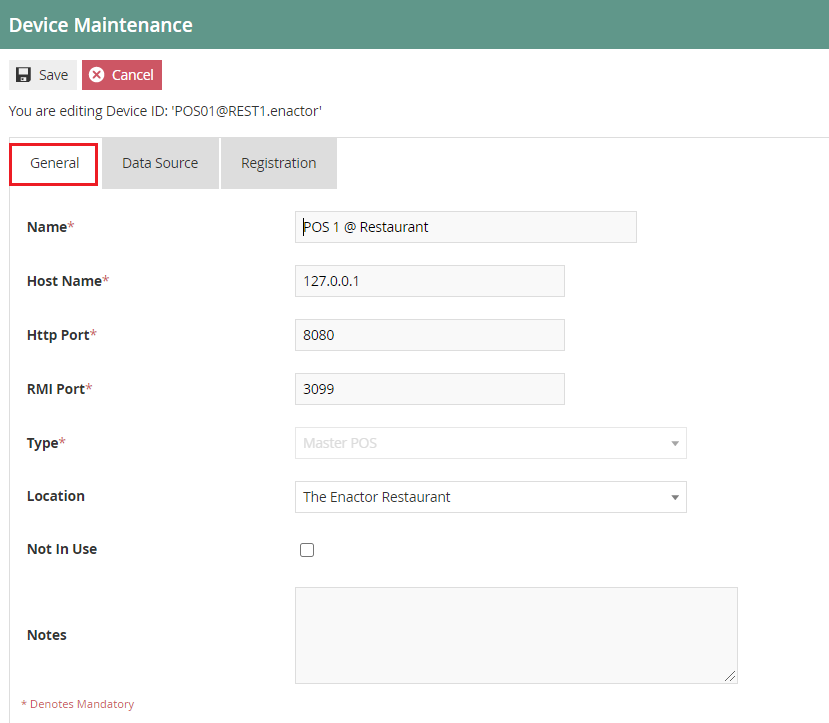 Device Maintenance
Save Cancel
You are editing Device ID: 'POS01@REST1.enactor'
General Data Source Registration
Name* POS 1 @ Restaurant
Host Name* 127.0.0.1
Http Port* 8080
RMI Port* 3099
Type* Master POS
Location The Enactor Restaurant
Not In Use
Notes
* Denotes Mandatory